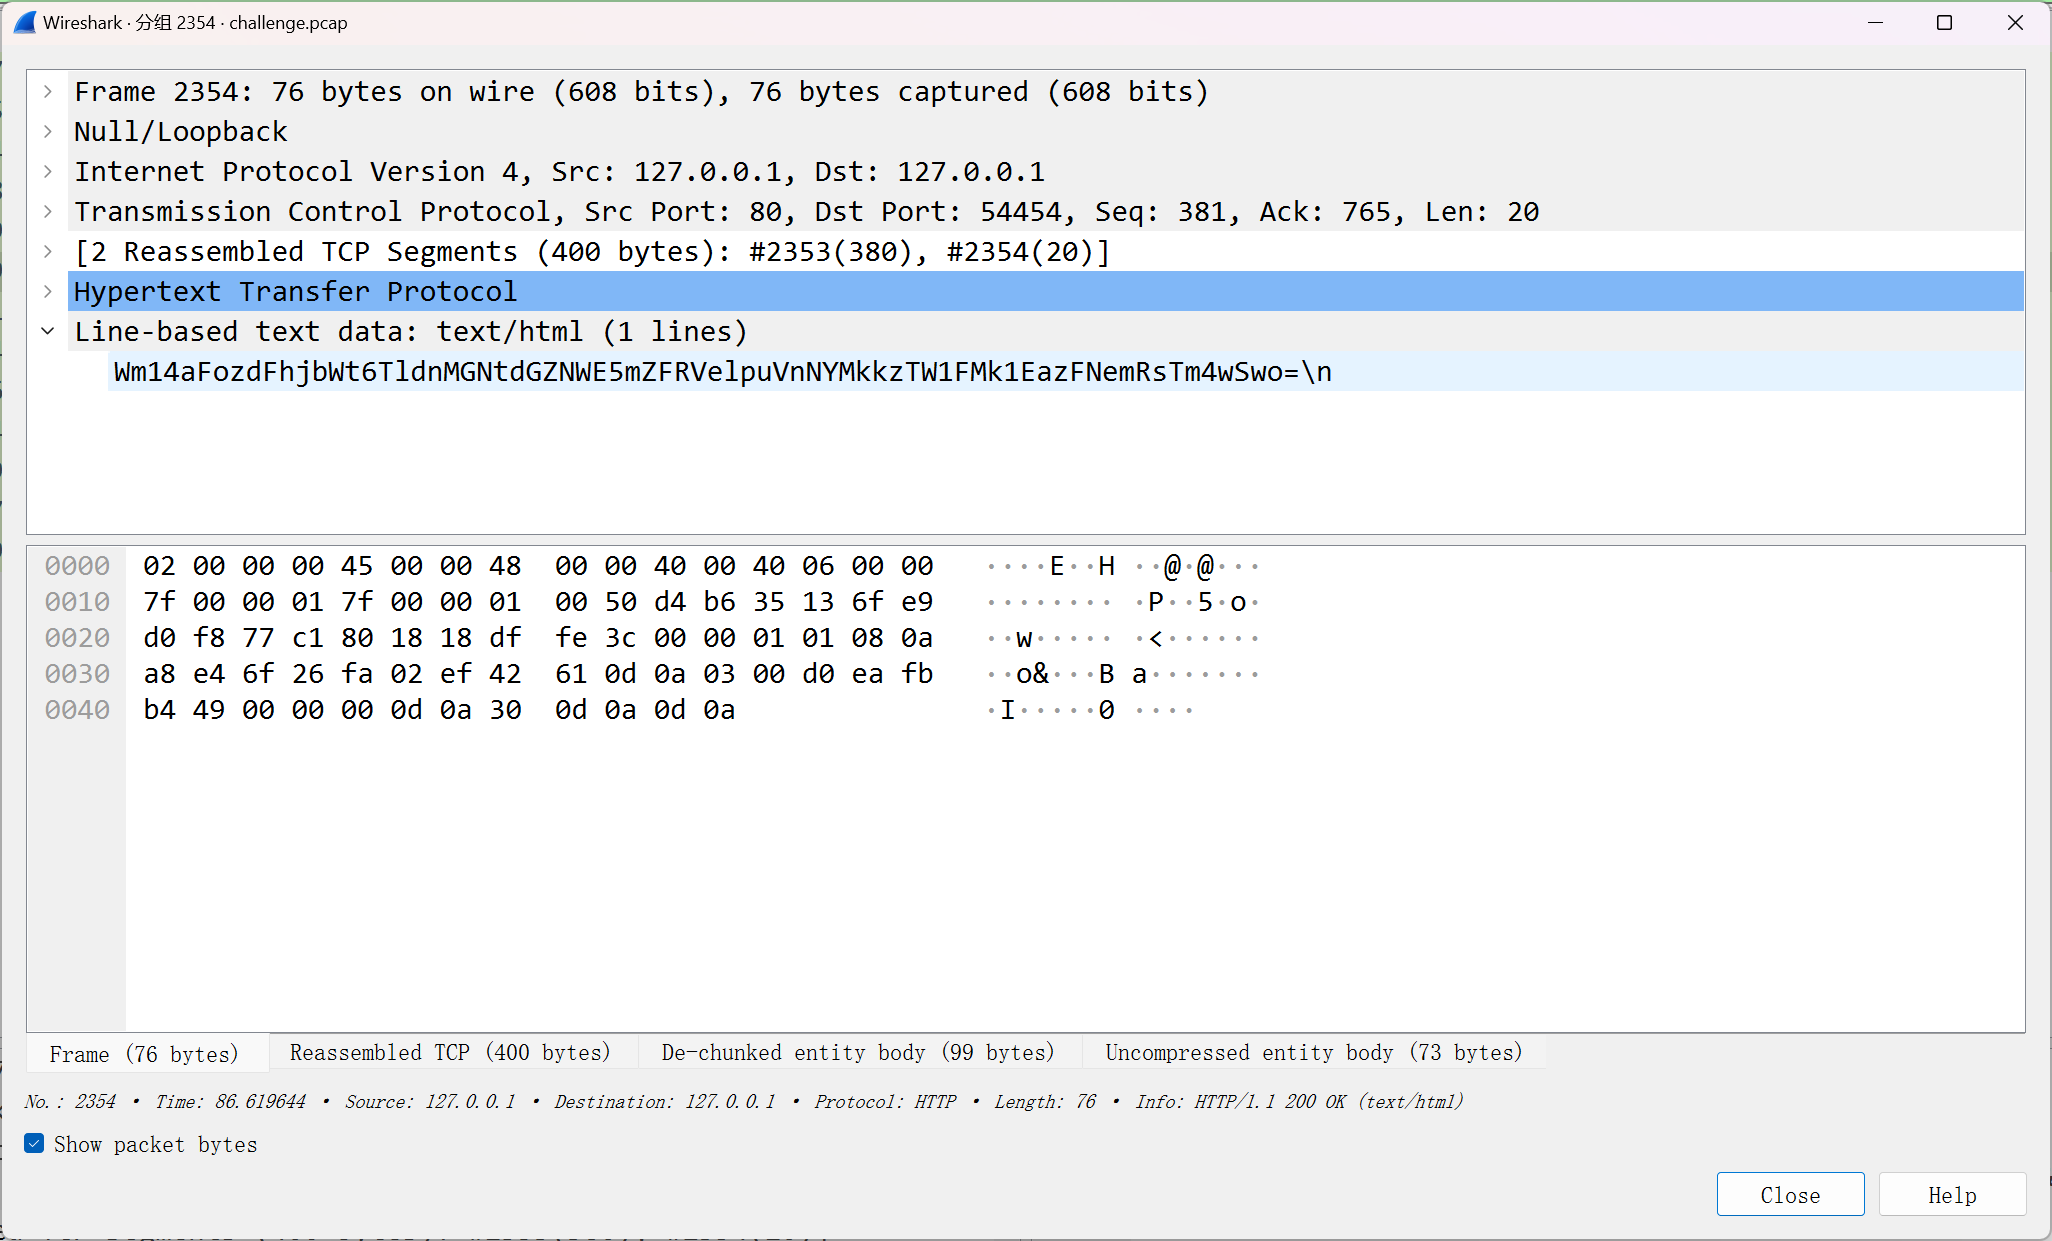 Wireshark · 分组 2354 · challenge.pcap
Frame 2354: 76 bytes on wire (608 bits), 76 bytes captured (608 bits)
Null/Loopback
Internet Protocol Version 4, Src: 127.0.0.1, Dst: 127.0.0.1
Transmission Control Protocol, Src Port: 80, Dst Port: 54454, Seq: 381, Ack: 765, Len: 20
[2 Reassembled TCP Segments (400 bytes): #2353(380), #2354(20)]
Hypertext Transfer Protocol
Line-based text data: text/html (1 lines)
Wm14aFozdFhjbWt6TldnMGNtdGZNWE5mZFRVelpuVnNYMkkzTW1FMk1EazFNemRsTm4wSwo=\n
0000 02 00 00 00 45 00 00 48 00 00 40 00 40 06 00 00 ····E··H ··@·@···
0010 7f 00 00 01 7f 00 00 01 00 50 d4 b6 35 13 6f e9 ········ ·P··5·o·
0020 d0 f8 77 c1 80 18 18 df fe 3c 00 00 01 01 08 0a ··w····· ·<······
0030 a8 e4 6f 26 fa 02 ef 42 61 0d 0a 03 00 d0 ea fb ··o&···B a·······
0040 b4 49 00 00 00 0d 0a 30 0d 0a 0d 0a ·I·····0 ····
Frame (76 bytes) Reassembled TCP (400 bytes) De-chunked entity body (99 bytes) Uncompressed entity body (73 bytes)
No.: 2354 • Time: 86.619644 • Source: 127.0.0.1 • Destination: 127.0.0.1 • Protocol: HTTP • Length: 76 • Info: HTTP/1.1 200 OK (text/html)
Show packet bytes
Close Help